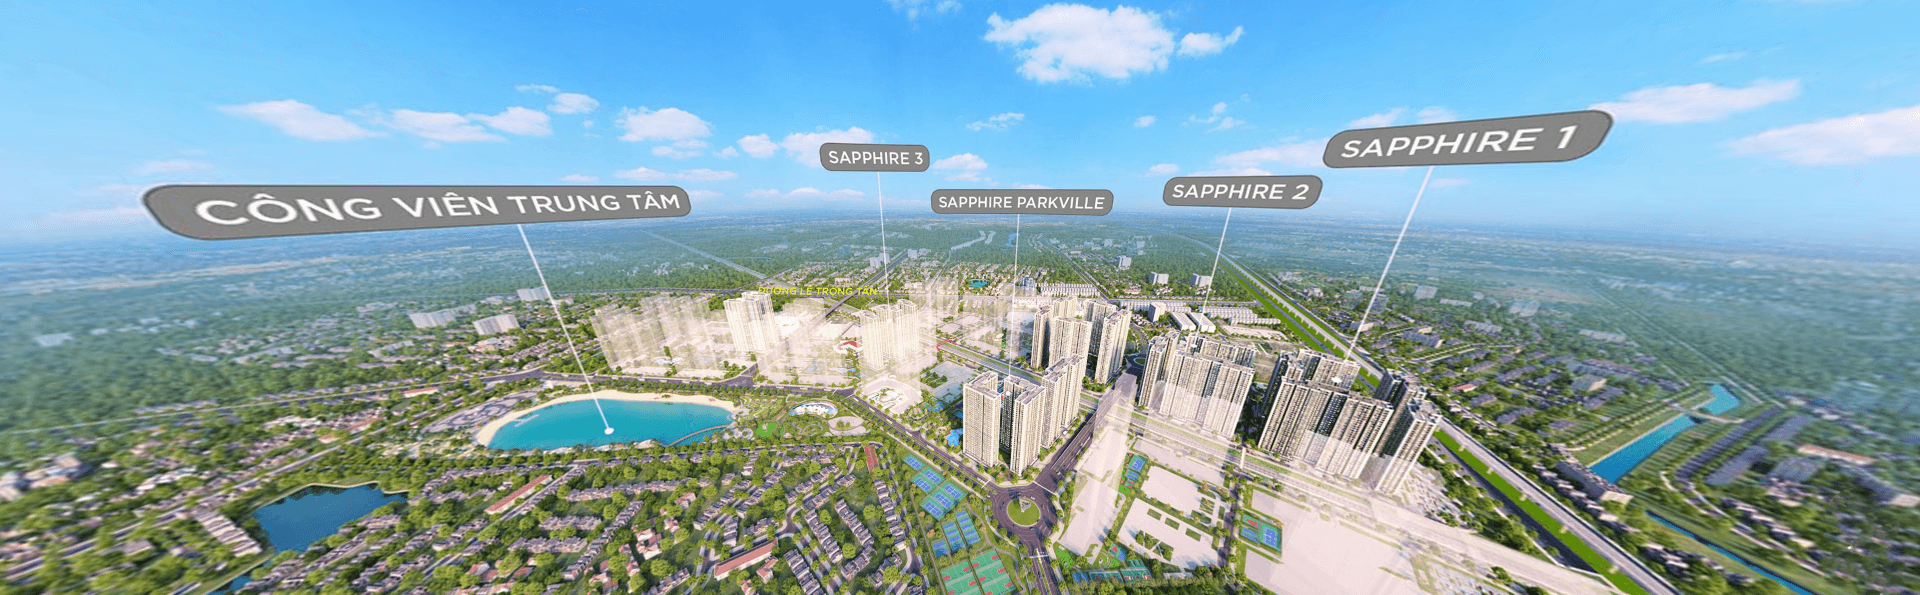 CÔNG VIÊN TRUNG TÂM
SAPPHIRE 3
SAPPHIRE PARKVILLE
SAPPHIRE 2
SAPPHIRE 1
ĐƯỜNG LÊ TRỌNG TẤN